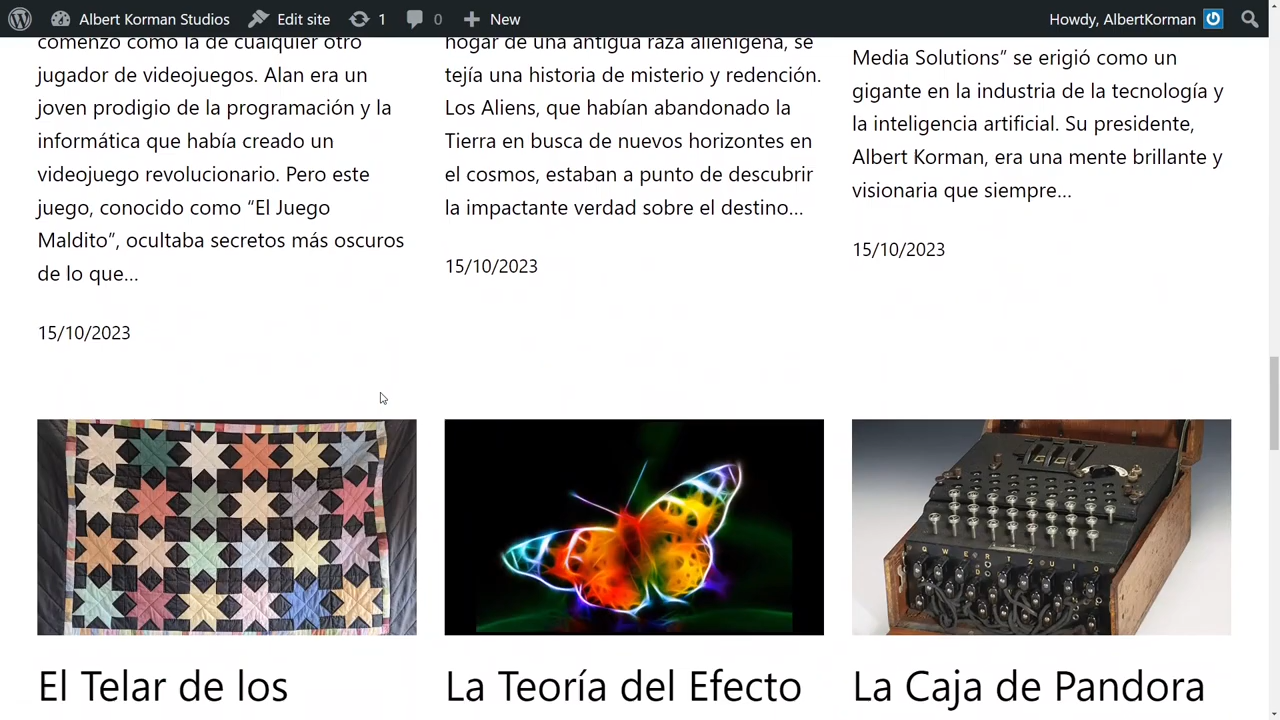 Albert Korman Studios Edit site 1 0 New Howdy, AlbertKorman
comenzó como la de cualquier otro
jugador de videojuegos. Alan era un
joven prodigio de la programación y la
informática que había creado un
videojuego revolucionario. Pero este
juego, conocido como “El Juego
Maldito”, ocultaba secretos más oscuros
de lo que…
15/10/2023
hogar de una antigua raza alienígena, se
tejía una historia de misterio y redención.
Los Aliens, que habían abandonado la
Tierra en busca de nuevos horizontes en
el cosmos, estaban a punto de descubrir
la impactante verdad sobre el destino…
15/10/2023
Media Solutions” se erigió como un
gigante en la industria de la tecnología y
la inteligencia artificial. Su presidente,
Albert Korman, era una mente brillante y
visionaria que siempre…
15/10/2023
El Telar de los
La Teoría del Efecto
La Caja de Pandora